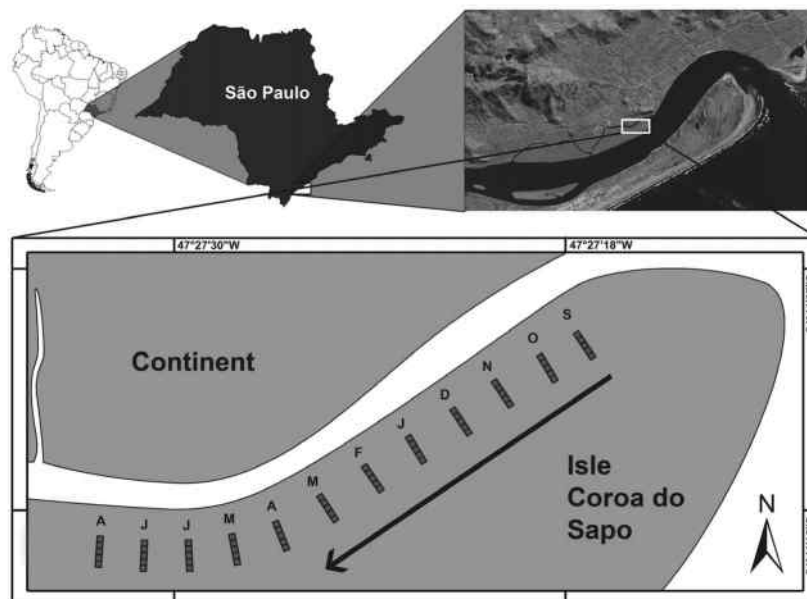 São Paulo
47°27'30"W
47°27'18"W
Continent
S
O
N
D
J
F
M
A
M
J
J
A
Isle
Coroa do
Sapo
N